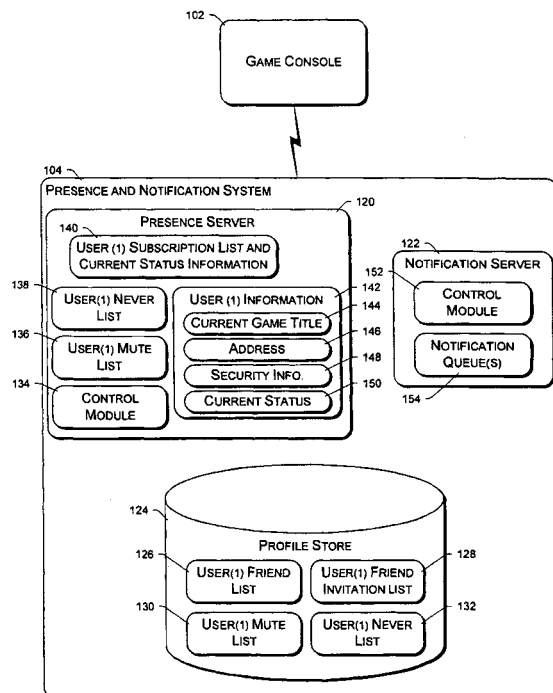 102
GAME CONSOLE
104
PRESENCE AND NOTIFICATION SYSTEM
120
PRESENCE SERVER
140
USER (1) SUBSCRIPTION LIST AND
CURRENT STATUS INFORMATION
138
USER(1) NEVER
LIST
136
USER(1) MUTE
LIST
134
CONTROL
MODULE
USER (1) INFORMATION
142
CURRENT GAME TITLE
144
ADDRESS
146
SECURITY INFO.
148
CURRENT STATUS
150
122
NOTIFICATION SERVER
152
CONTROL
MODULE
NOTIFICATION
QUEUE(S)
154
124
PROFILE STORE
126
USER(1) FRIEND
LIST
128
USER(1) FRIEND
INVITATION LIST
130
USER(1) MUTE
LIST
132
USER(1) NEVER
LIST